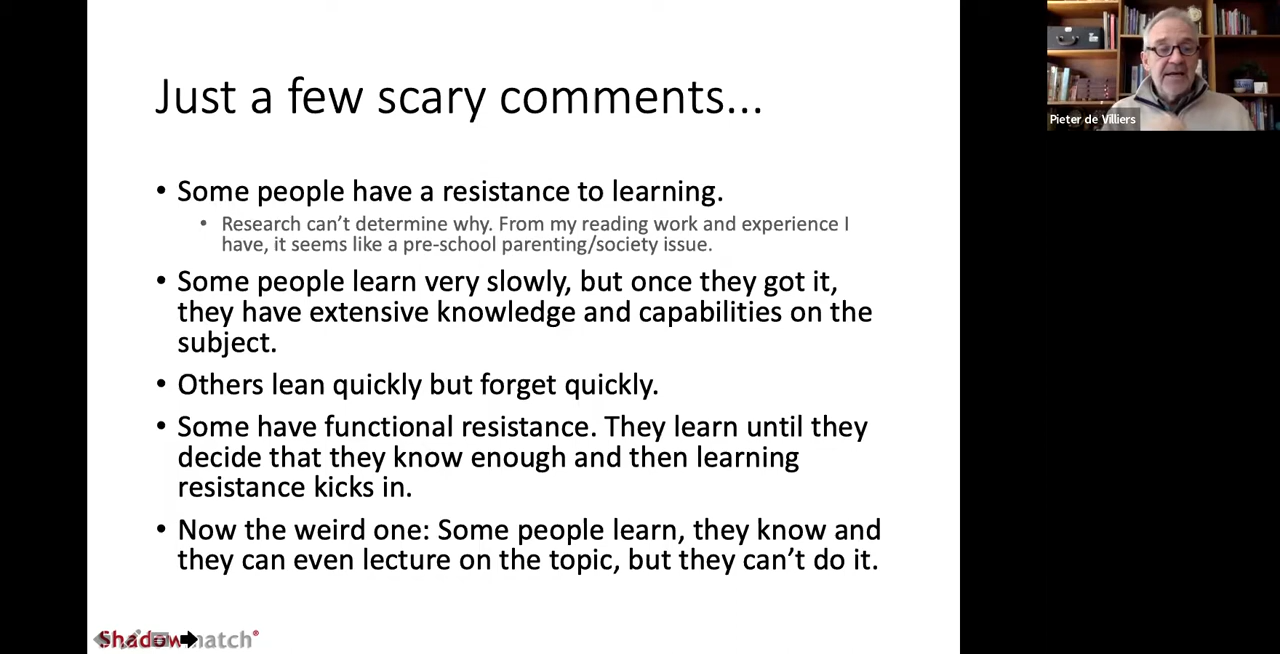 Just a few scary comments...
• Some people have a resistance to learning.
• Research can't determine why. From my reading work and experience I
have, it seems like a pre-school parenting/society issue.
• Some people learn very slowly, but once they got it,
they have extensive knowledge and capabilities on the
subject.
• Others lean quickly but forget quickly.
• Some have functional resistance. They learn until they
decide that they know enough and then learning
resistance kicks in.
• Now the weird one: Some people learn, they know and
they can even lecture on the topic, but they can't do it.
Shadowmatch®
Pieter de Villiers